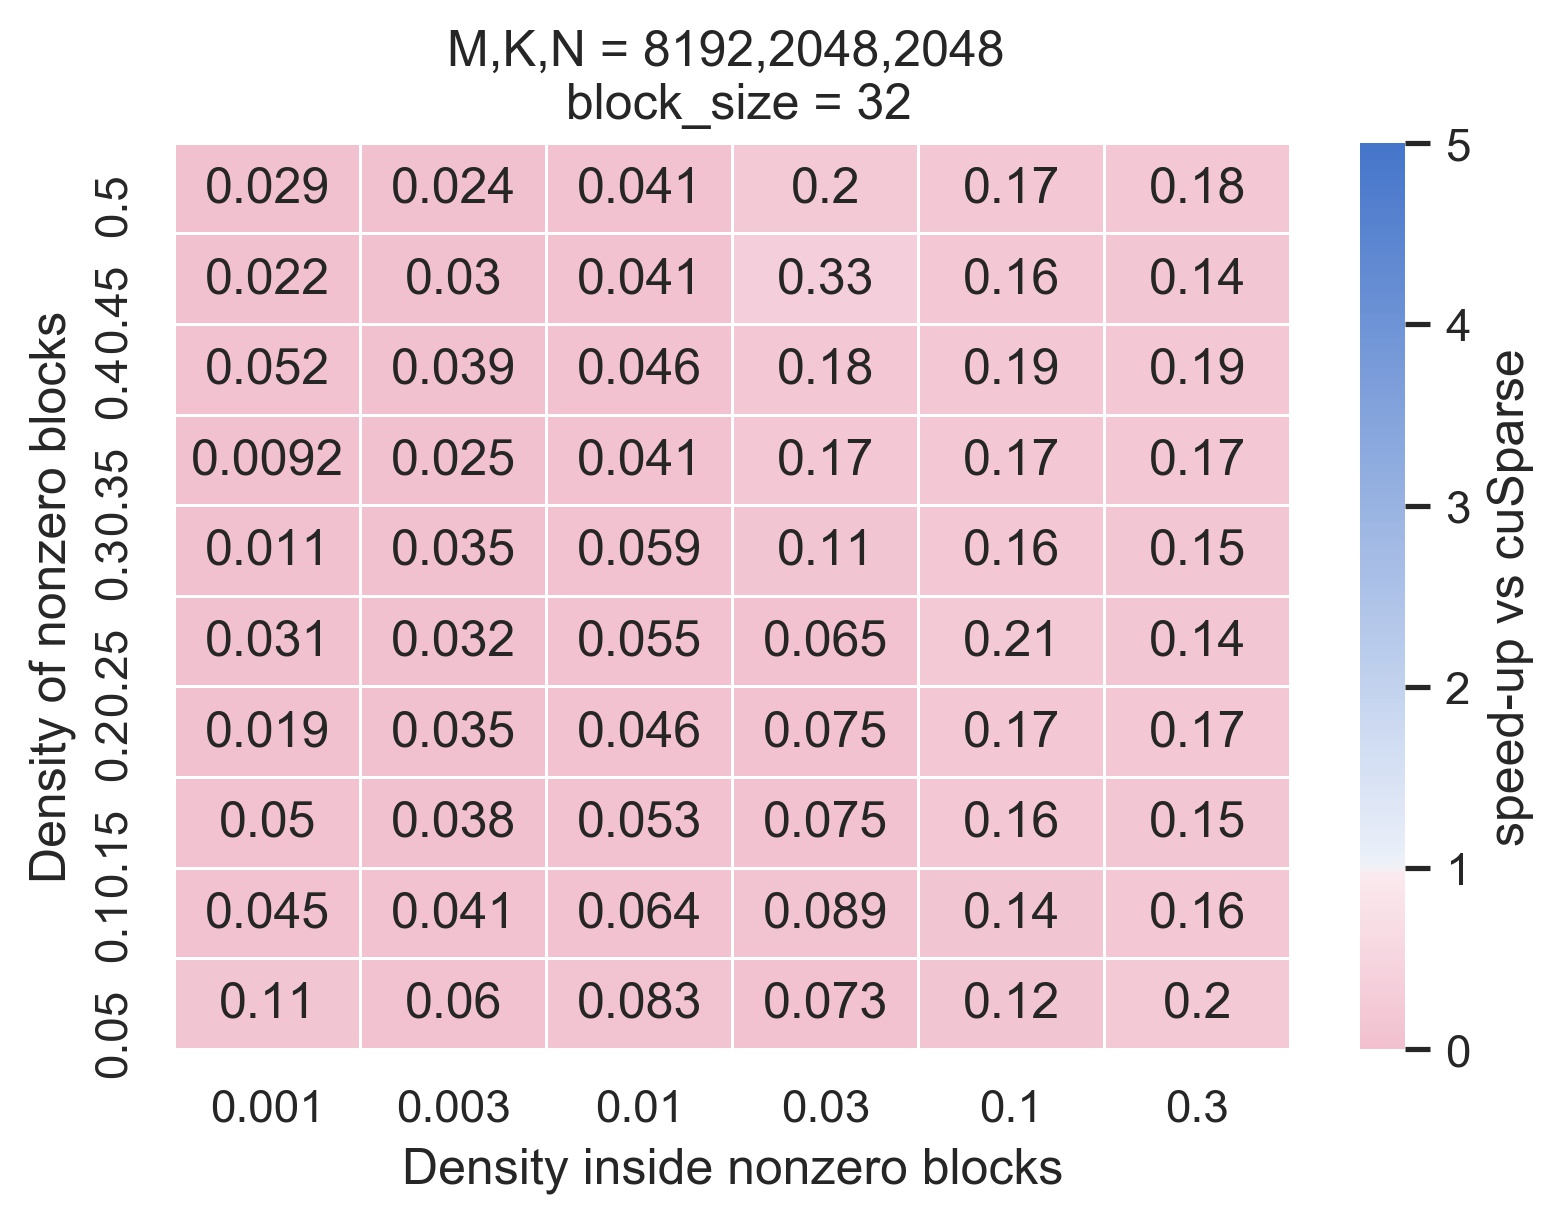 M,K,N = 8192,2048,2048
block_size = 32
Density of nonzero blocks
0.5 0.029 0.024 0.041 0.2 0.17 0.18
0.45 0.022 0.03 0.041 0.33 0.16 0.14
0.4 0.052 0.039 0.046 0.18 0.19 0.19
0.35 0.0092 0.025 0.041 0.17 0.17 0.17
0.3 0.011 0.035 0.059 0.11 0.16 0.15
0.25 0.031 0.032 0.055 0.065 0.21 0.14
0.2 0.019 0.035 0.046 0.075 0.17 0.17
0.15 0.05 0.038 0.053 0.075 0.16 0.15
0.1 0.045 0.041 0.064 0.089 0.14 0.16
0.05 0.11 0.06 0.083 0.073 0.12 0.2
0.001 0.003 0.01 0.03 0.1 0.3
Density inside nonzero blocks
5
4
3
2
1
0
speed-up vs cuSparse